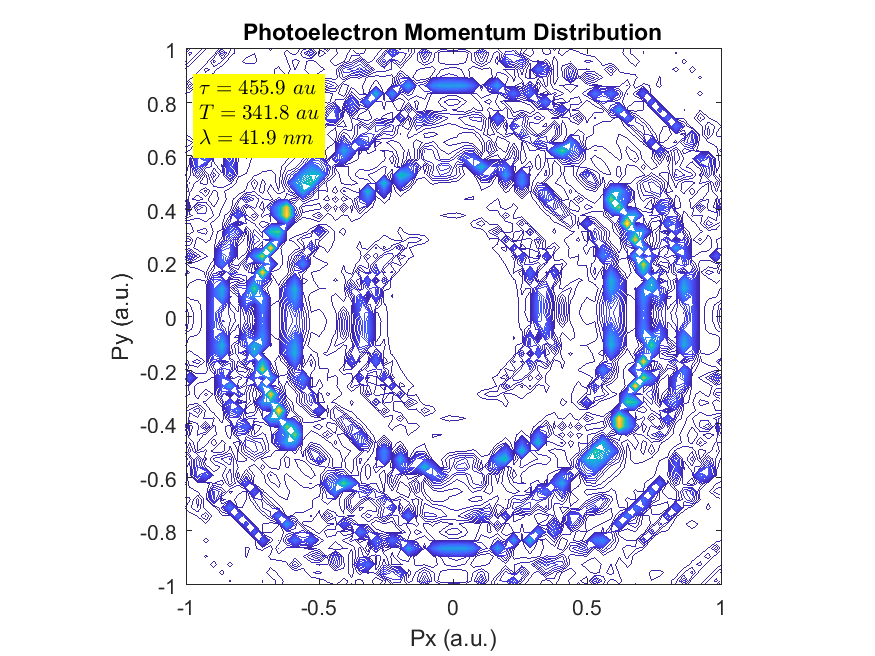 Photoelectron Momentum Distribution
τ = 455.9 au
T = 341.8 au
λ = 41.9 nm
1
0.8
0.6
0.4
0.2
0
-0.2
-0.4
-0.6
-0.8
-1
Py (a.u.)
-1 -0.5 0 0.5 1
Px (a.u.)